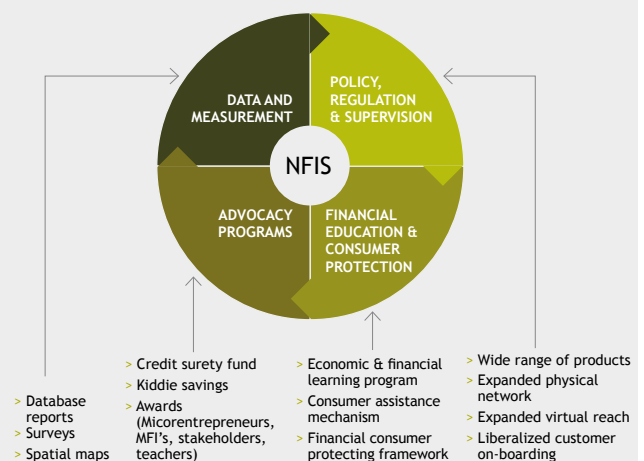 DATA AND
MEASUREMENT
POLICY,
REGULATION
& SUPERVISION
NFIS
ADVOCACY
PROGRAMS
FINANCIAL
EDUCATION &
CONSUMER
PROTECTION
> Database
reports
> Surveys
> Spatial maps
> Credit surety fund
> Kiddie savings
> Awards
(Micorentrepreneurs,
MFI's, stakeholders,
teachers)
> Economic & financial
learning program
> Consumer assistance
mechanism
> Financial consumer
protecting framework
> Wide range of products
> Expanded physical
network
> Expanded virtual reach
> Liberalized customer
on-boarding